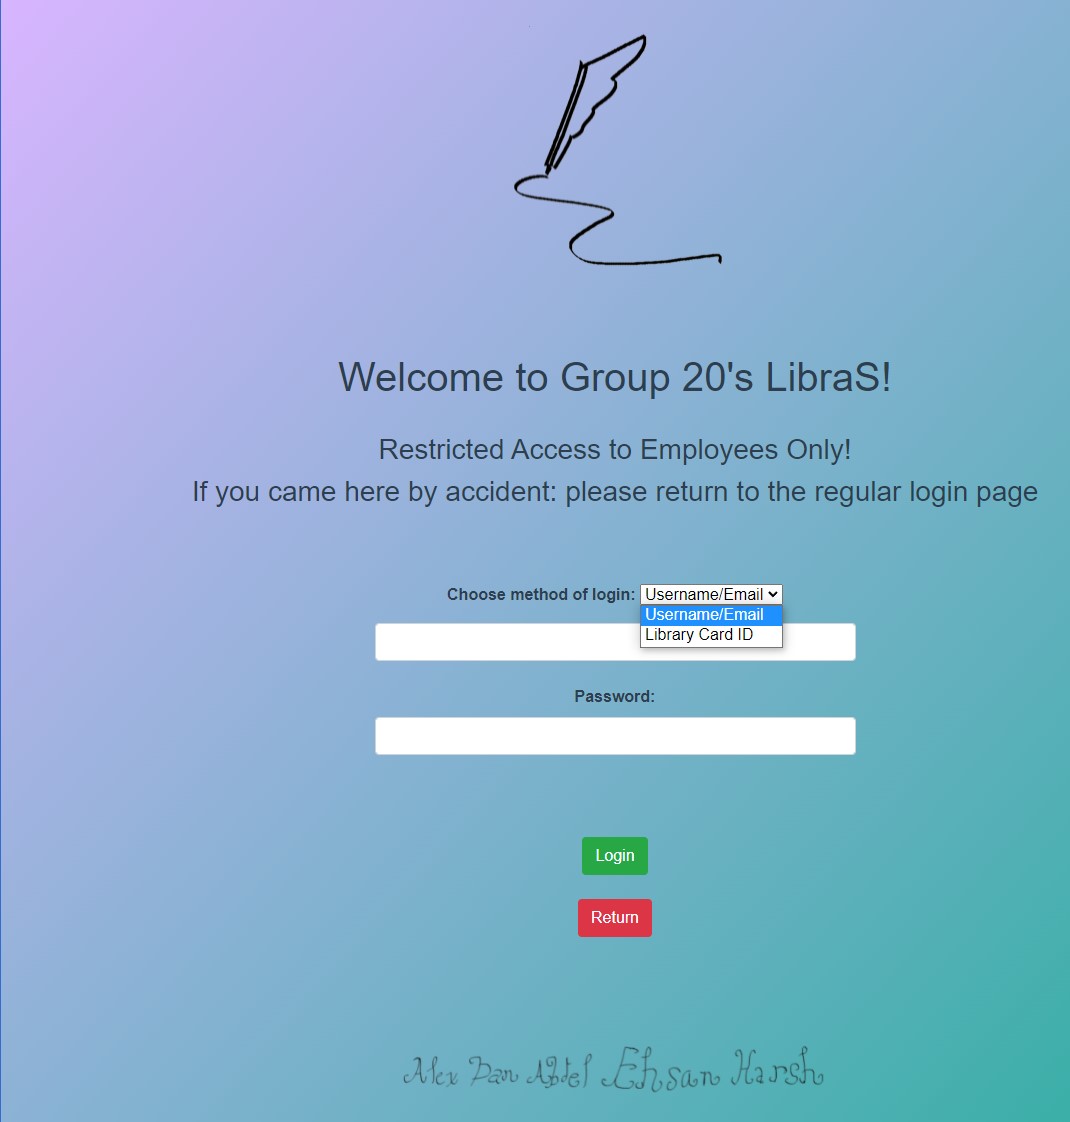 Welcome to Group 20's LibraS!
Restricted Access to Employees Only!
If you came here by accident: please return to the regular login page
Choose method of login: Username/Email
Username/Email
Library Card ID
Password:
Login
Return
Alex Dan Abdel Ehsan Harsh